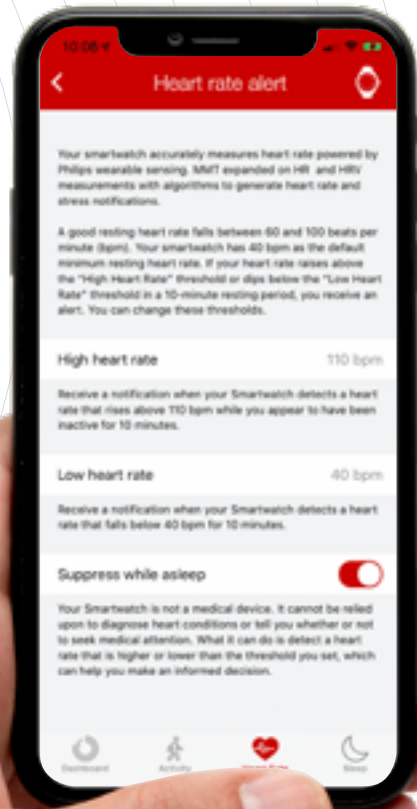 10:08
Heart rate alert
Your smartwatch accurately measures heart rate powered by
Philips wearable sensing. MMT expanded on HR and HRV
measurements with algorithms to generate heart rate and
stress notifications.
A good resting heart rate falls between 60 and 100 beats per
minute (bpm). Your smartwatch has 40 bpm as the default
minimum resting heart rate. If your heart rate raises above
the "High Heart Rate" threshold or dips below the "Low Heart
Rate" threshold in a 10-minute resting period, you receive an
alert. You can change these thresholds.
High heart rate 110 bpm
Receive a notification when your Smartwatch detects a heart
rate that rises above 110 bpm while you appear to have been
inactive for 10 minutes.
Low heart rate 40 bpm
Receive a notification when your Smartwatch detects a heart
rate that falls below 40 bpm for 10 minutes.
Suppress while asleep
Your Smartwatch is not a medical device. It cannot be relied
upon to diagnose heart conditions or tell you whether or not
to seek medical attention. What it can do is detect a heart
rate that is higher or lower than the threshold you set, which
can help you make an informed decision.
Dashboard Activity Heart Rate Sleep